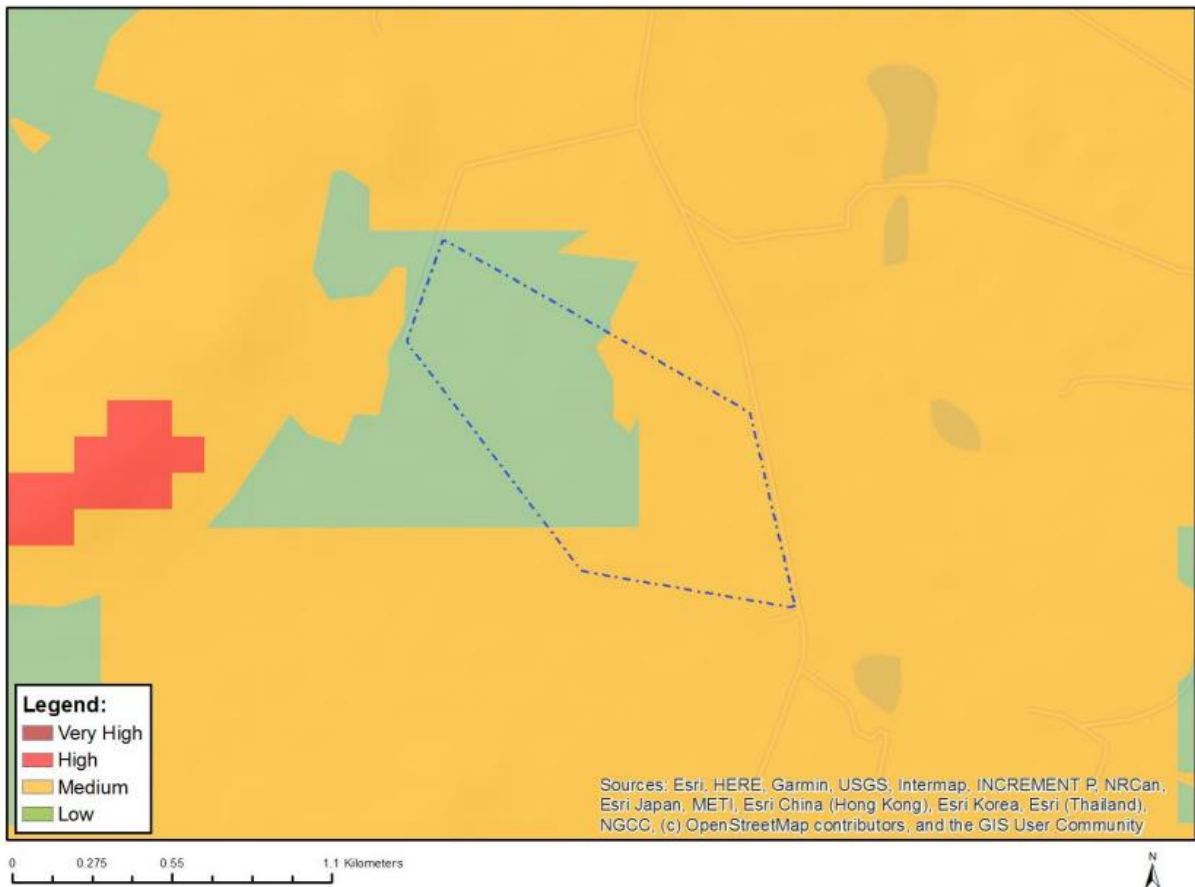 Legend:
Very High
High
Medium
Low
Sources: Esri, HERE, Garmin, USGS, Intermap, INCREMENT P, NRCan,
Esri Japan, METI, Esri China (Hong Kong), Esri Korea, Esri (Thailand),
NGCC, (c) OpenStreetMap contributors, and the GIS User Community
0 0.275 0.55 1.1 Kilometers
N